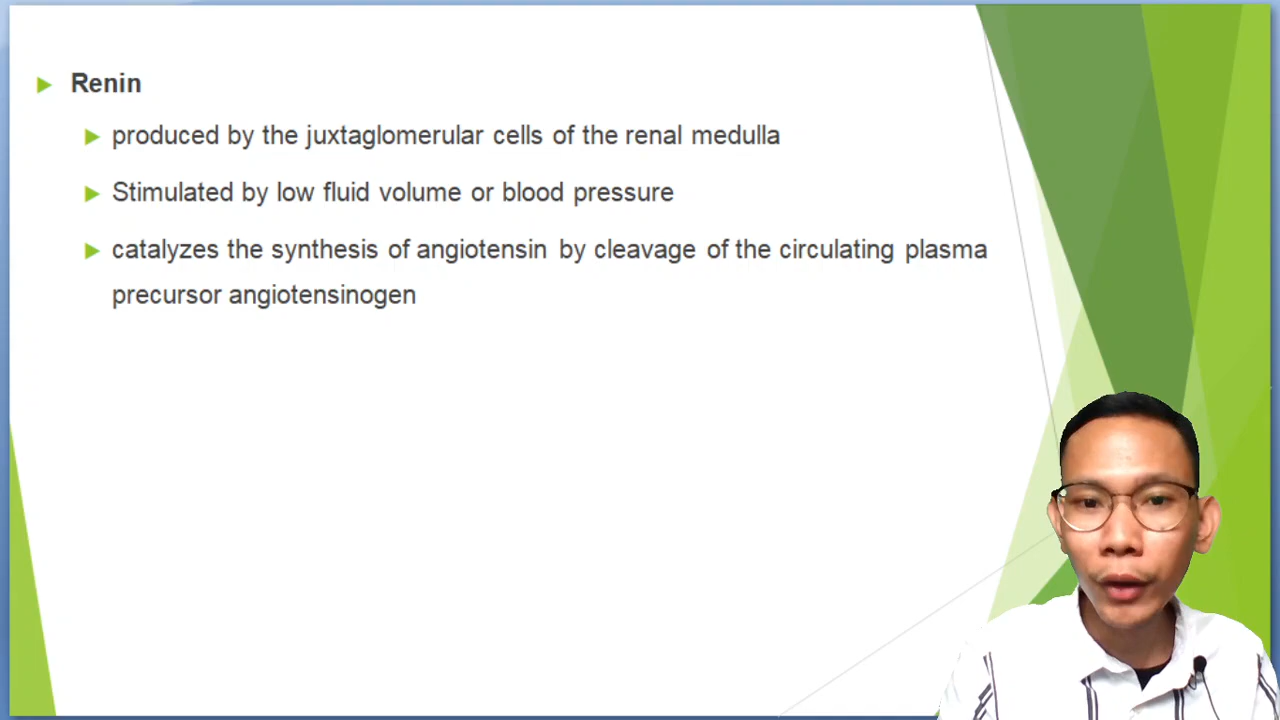 Renin
produced by the juxtaglomerular cells of the renal medulla
Stimulated by low fluid volume or blood pressure
catalyzes the synthesis of angiotensin by cleavage of the circulating plasma
precursor angiotensinogen